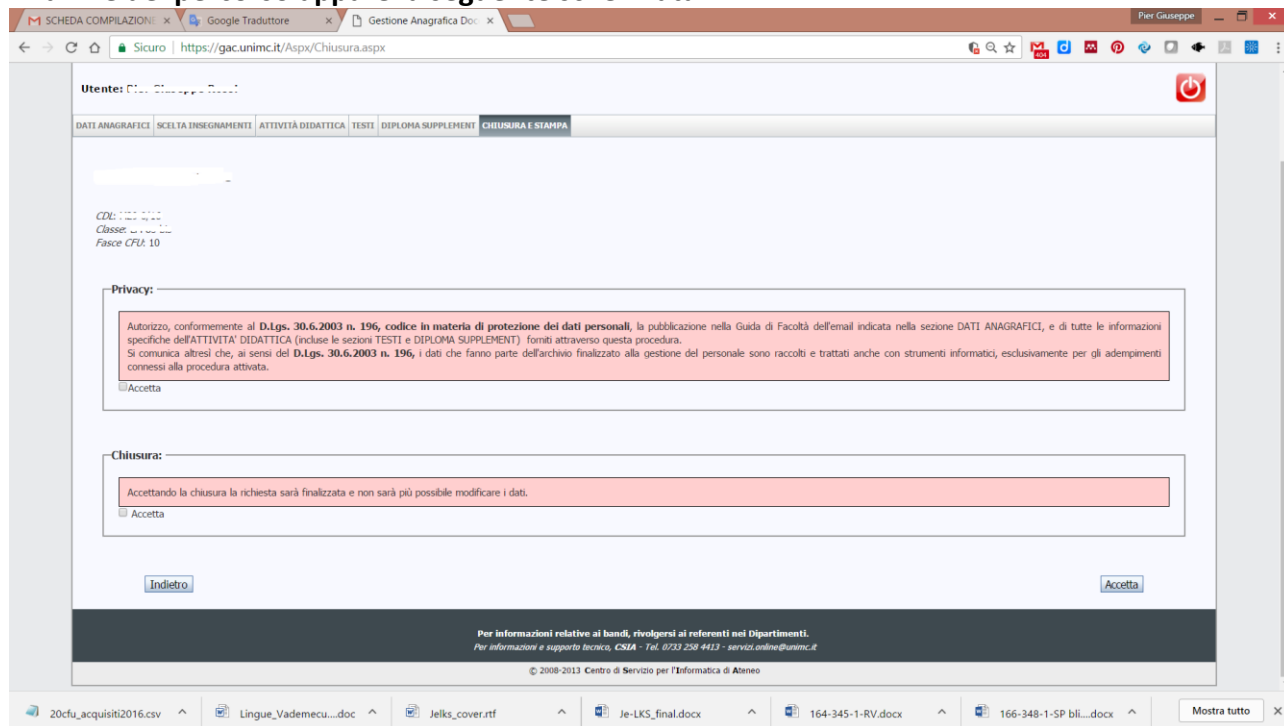 SCHEDA COMPILAZIONE
Google Traduttore
Gestione Anagrafica Doc
Pier Giuseppe
Sicuro | https://gac.unimc.it/Aspx/Chiusura.aspx
404
Utente:
DATI ANAGRAFICI SCELTA INSEGNAMENTI ATTIVITÀ DIDATTICA TESTI DIPLOMA SUPPLEMENT CHIUSURA E STAMPA
CDL:
Classe:
Fasce CFU: 10
Privacy:
Autorizzo, conformemente al D.Lgs. 30.6.2003 n. 196, codice in materia di protezione dei dati personali, la pubblicazione nella Guida di Facoltà dell'email indicata nella sezione DATI ANAGRAFICI, e di tutte le informazioni
specifiche dell'ATTIVITA' DIDATTICA (incluse le sezioni TESTI e DIPLOMA SUPPLEMENT) forniti attraverso questa procedura.
Si comunica altresì che, ai sensi del D.Lgs. 30.6.2003 n. 196, i dati che fanno parte dell'archivio finalizzato alla gestione del personale sono raccolti e trattati anche con strumenti informatici, esclusivamente per gli adempimenti
connessi alla procedura attivata.
Accetta
Chiusura:
Accettando la chiusura la richiesta sarà finalizzata e non sarà più possibile modificare i dati.
Accetta
Indietro
Accetta
Per informazioni relative ai bandi, rivolgersi ai referenti nei Dipartimenti.
Per informazioni e supporto tecnico, CSIA - Tel. 0733 258 4413 - servizi.online@unimc.it
© 2008-2013 Centro di Servizio per l'Informatica di Ateneo
20cfu_acquisiti2016.csv
Lingue_Vademecu....doc
Jelks_cover.rtf
Je-LKS_final.docx
164-345-1-RV.docx
166-348-1-SP bli....docx
Mostra tutto